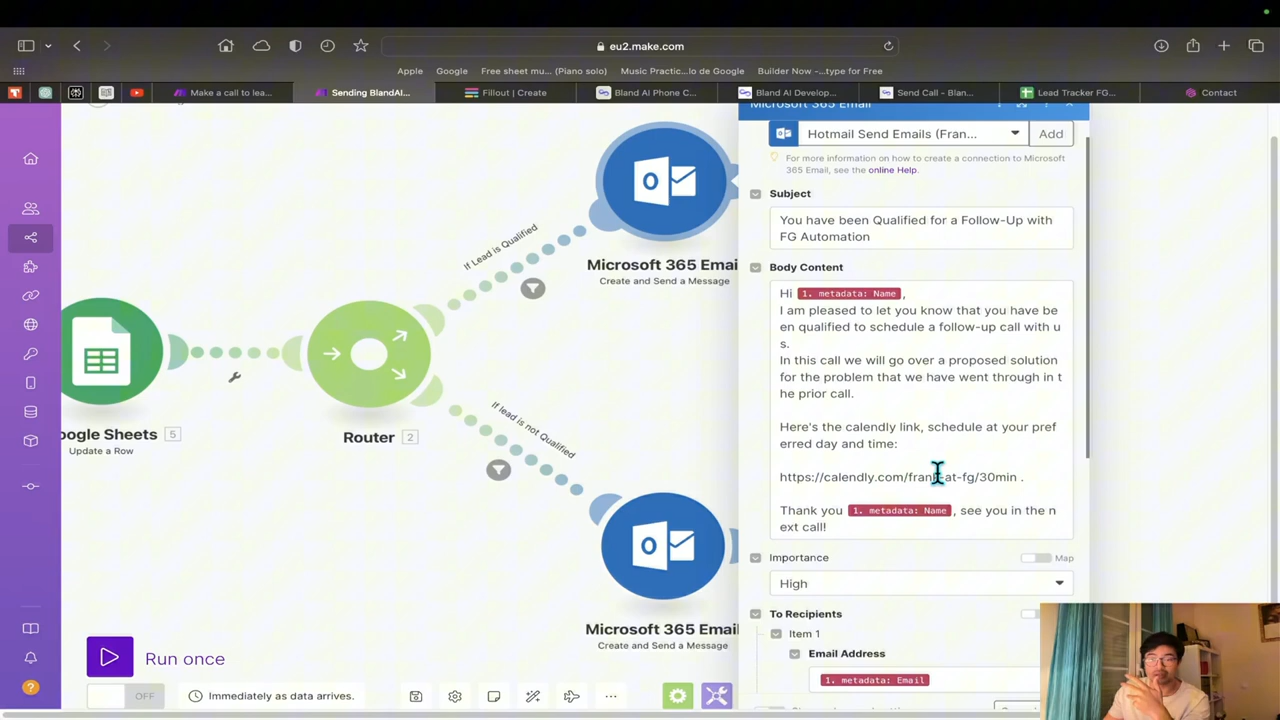 eu2.make.com
Apple
Google
Free sheet mu... (Piano solo)
Music Practic...lo de Google
Builder Now -...type for Free
Make a call to lea...
Sending BlandAI...
Fillout | Create
Bland AI Phone C...
Bland AI Develop...
Send Call – Blan...
Lead Tracker FG...
Contact
Microsoft 365 Email
Hotmail Send Emails (Fran...
Add
For more information on how to create a connection to Microsoft
365 Email, see the online Help.
Subject
You have been Qualified for a Follow-Up with
FG Automation
Body Content
Hi 1. metadata: Name ,
I am pleased to let you know that you have be
en qualified to schedule a follow-up call with u
s.
In this call we will go over a proposed solution
for the problem that we have went through in t
he prior call.
Here's the calendly link, schedule at your pref
erred day and time:
https://calendly.com/frank-at-fg/30min .
Thank you 1. metadata: Name , see you in the n
ext call!
Importance
Map
High
To Recipients
Item 1
Email Address
1. metadata: Email
If Lead is Qualified
Microsoft 365 Emai
Create and Send a Message
oogle Sheets 5
Update a Row
Router 2
If lead is not Qualified
Microsoft 365 Email
Create and Send a Message
Run once
OFF
Immediately as data arrives.